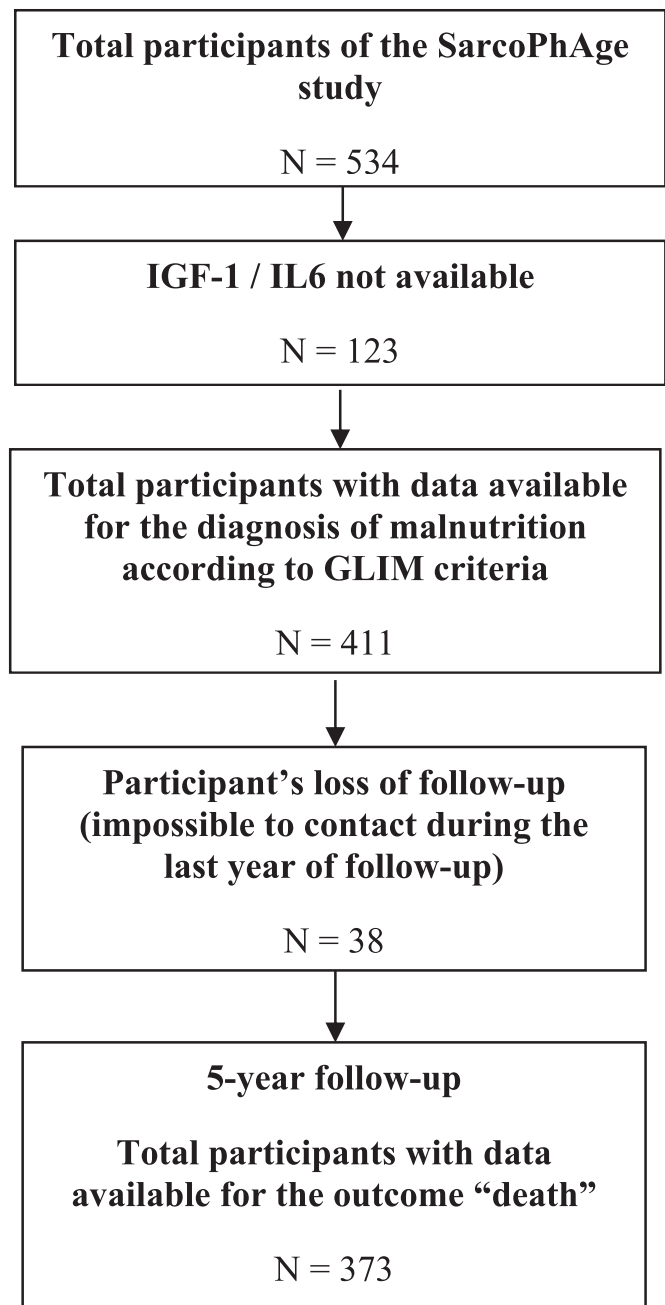 Total participants of the SarcoPhAge
study
N = 534
IGF-1 / IL6 not available
N = 123
Total participants with data available
for the diagnosis of malnutrition
according to GLIM criteria
N = 411
Participant’s loss of follow-up
(impossible to contact during the
last year of follow-up)
N = 38
5-year follow-up
Total participants with data
available for the outcome “death”
N = 373